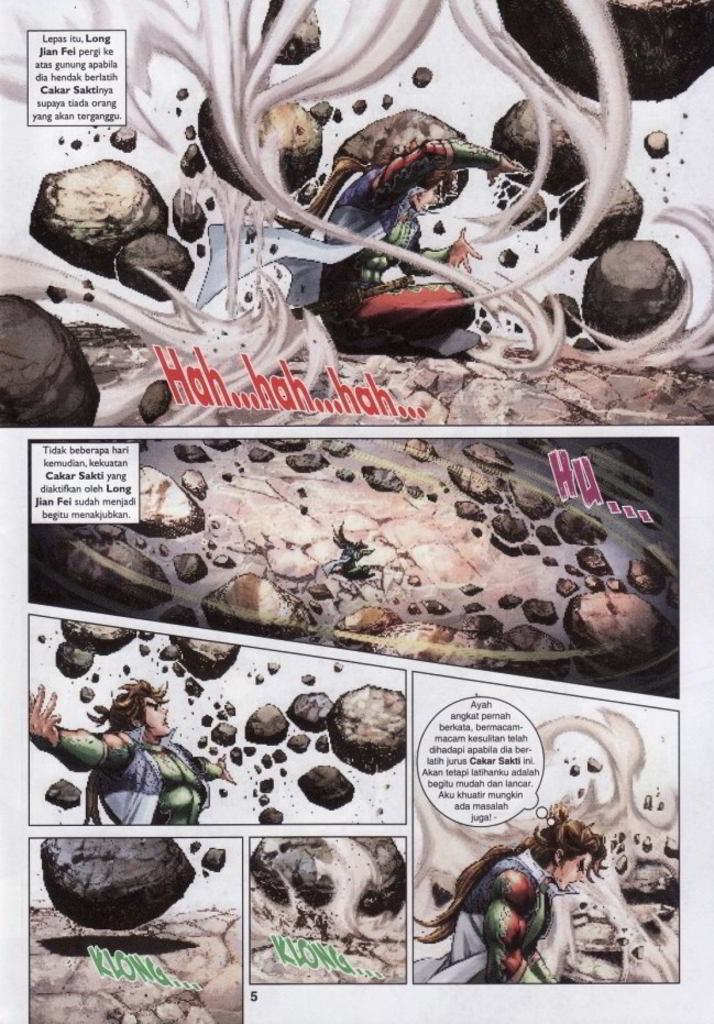 Lepas itu, Long
Jian Fei pergi ke
atas gunung apabila
dia hendak berlatih
Cakar Saktinya
supaya tiada orang
yang akan terganggu.
Hah...hah...hah...
Tidak beberapa hari
kemudian, kekuatan
Cakar Sakti yang
diaktifkan oleh Long
Jian Fei sudah menjadi
begitu menakjubkan.
HU...
Ayah
angkat pernah
berkata, bermacam-
macam kesulitan telah
dihadapi apabila dia ber-
latih jurus Cakar Sakti ini.
Akan tetapi latihanku adalah
begitu mudah dan lancar.
Aku khuatir mungkin
ada masalah
juga! -
KLONG...
KLONG...
5